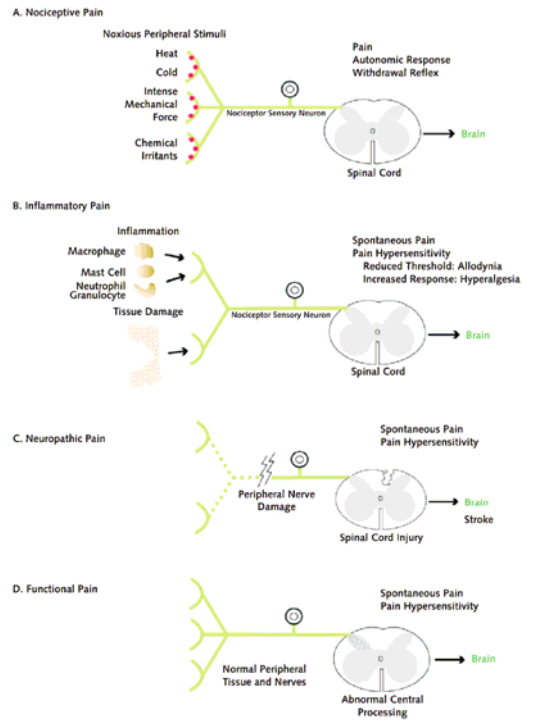 A. Nociceptive Pain
Noxious Peripheral Stimuli
Heat
Cold
Intense
Mechanical
Force
Chemical
Irritants
Nociceptor Sensory Neuron
Pain
Autonomic Response
Withdrawal Reflex
Brain
Spinal Cord
B. Inflammatory Pain
Inflammation
Macrophage
Mast Cell
Neutrophil
Granulocyte
Tissue Damage
Nociceptor Sensory Neuron
Spontaneous Pain
Pain Hypersensitivity
Reduced Threshold: Allodynia
Increased Response: Hyperalgesia
Brain
Spinal Cord
C. Neuropathic Pain
Peripheral Nerve
Damage
Spontaneous Pain
Pain Hypersensitivity
Brain
Stroke
Spinal Cord Injury
D. Functional Pain
Normal Peripheral
Tissue and Nerves
Spontaneous Pain
Pain Hypersensitivity
Brain
Abnormal Central
Processing